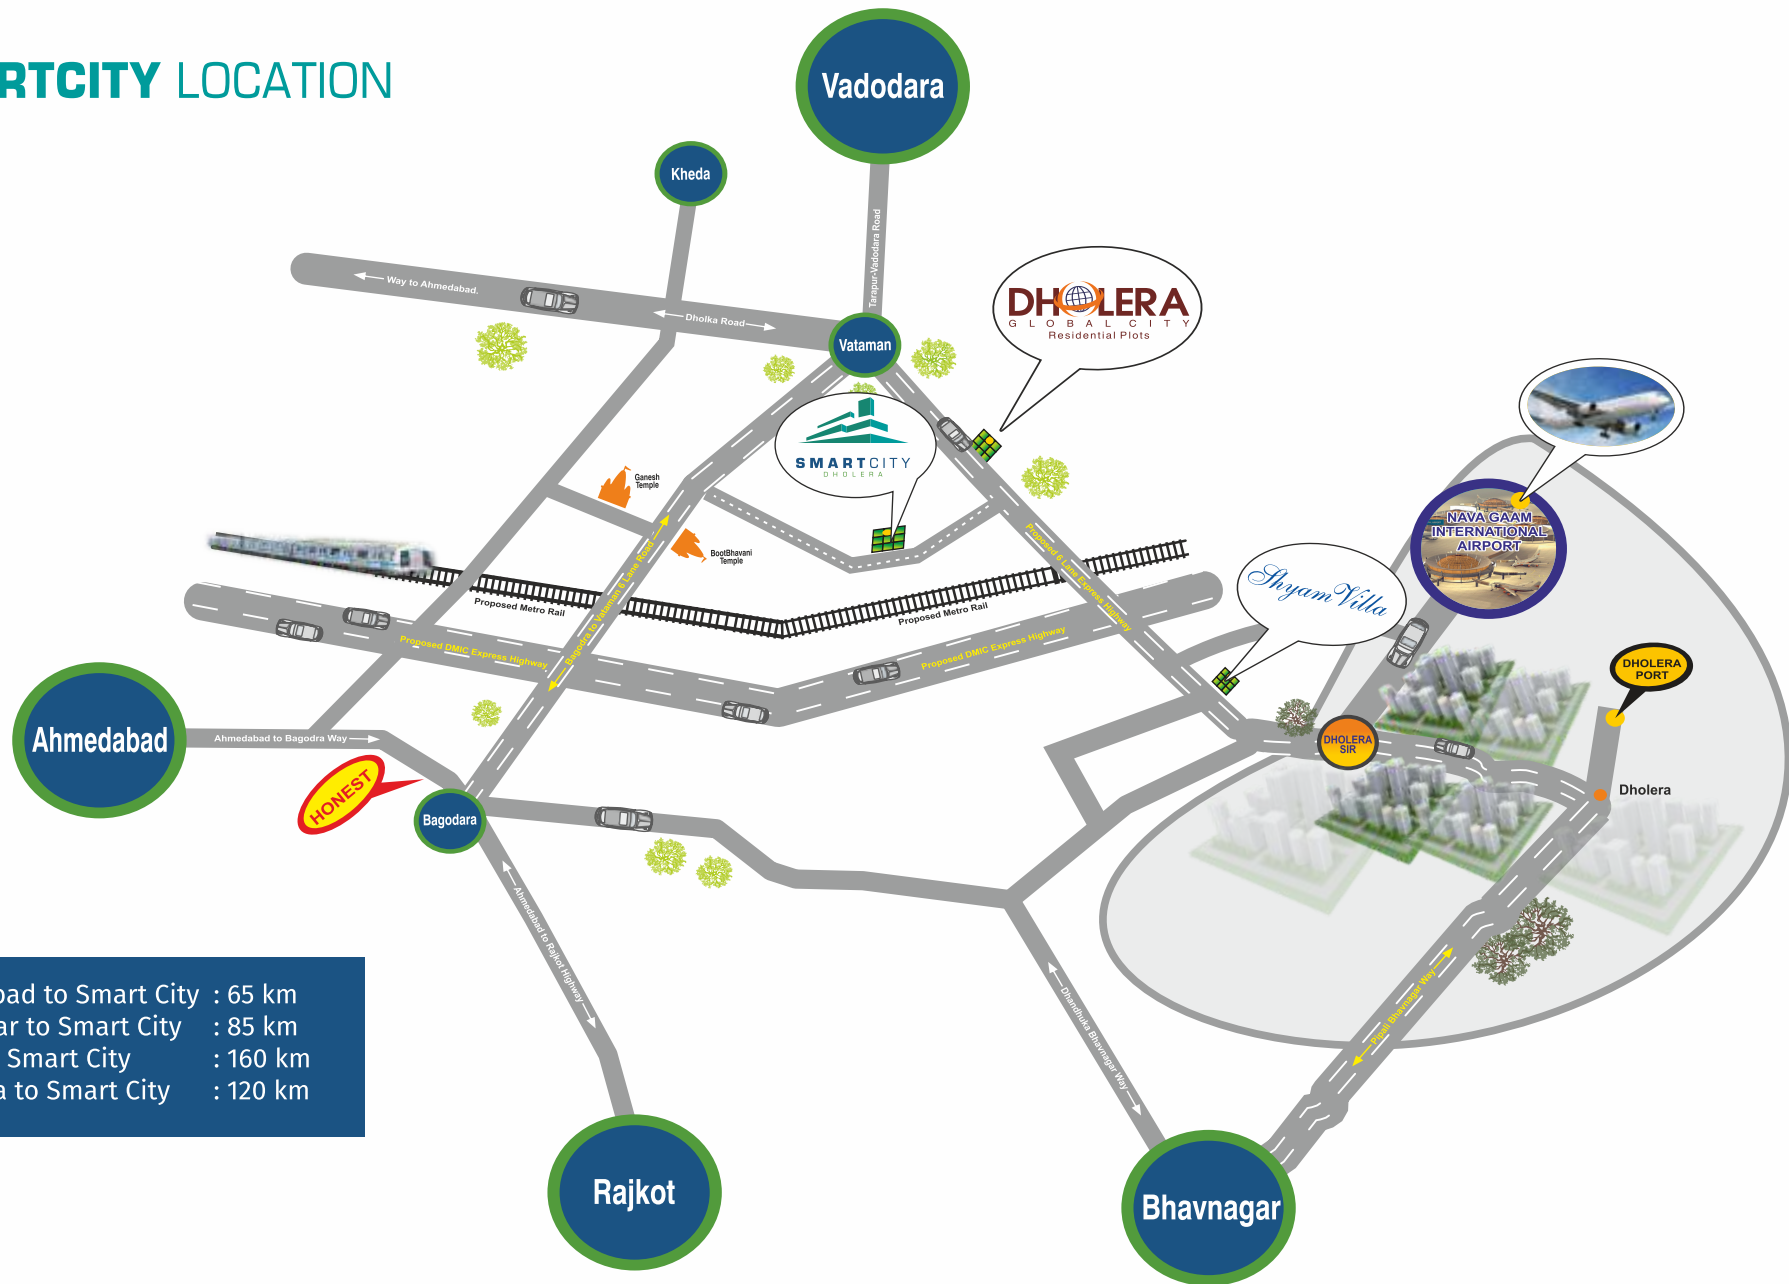 RTCITY LOCATION
Vadodara
Kheda
Tarapur-Vadodara Road
Way to Ahmedabad.
Dholka Road
Vataman
DHOLERA
GLOBAL CITY
Residential Plots
SMARTCITY
DHOLERA
Ganesh
Temple
BootBhavani
Temple
Bagodra to Vataman 6 Lane Road
Proposed 6 Lane Express Highway
NAVA GAAM
INTERNATIONAL
AIRPORT
Shyam Villa
Proposed Metro Rail
Proposed Metro Rail
Proposed DMIC Express Highway
Proposed DMIC Express Highway
DHOLERA
PORT
Ahmedabad
Ahmedabad to Bagodra Way
DHOLERA
SIR
HONEST
Dholera
Bagodara
Ahmedabad to Rajkot Highway
Dhandhuka Bhavnagar Way
Pipali Bhavnagar Way
bad to Smart City : 65 km
ar to Smart City : 85 km
Smart City : 160 km
a to Smart City : 120 km
Rajkot
Bhavnagar